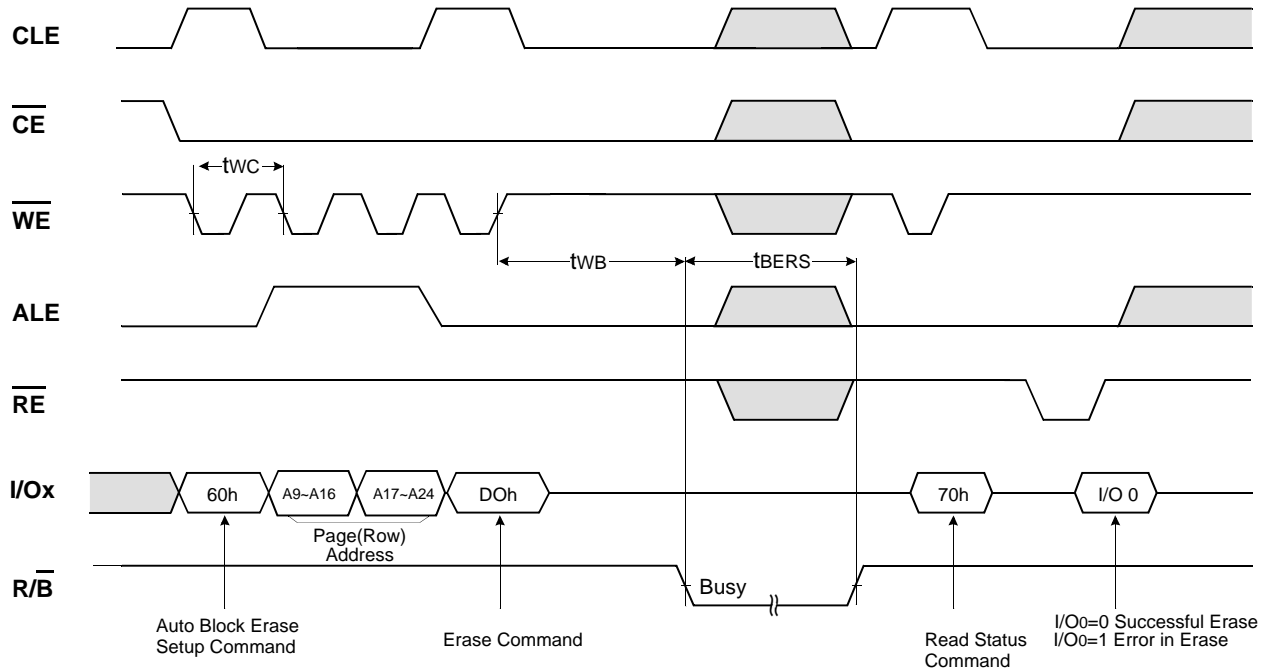 CLE
CE
tWC
WE
tWB
tBERS
ALE
RE
I/Ox
60h
A9~A16
A17~A24
DOh
70h
I/O 0
Page(Row)
Address
R/B
Busy
Auto Block Erase
Setup Command
Erase Command
Read Status
Command
I/O0=0 Successful Erase
I/O0=1 Error in Erase